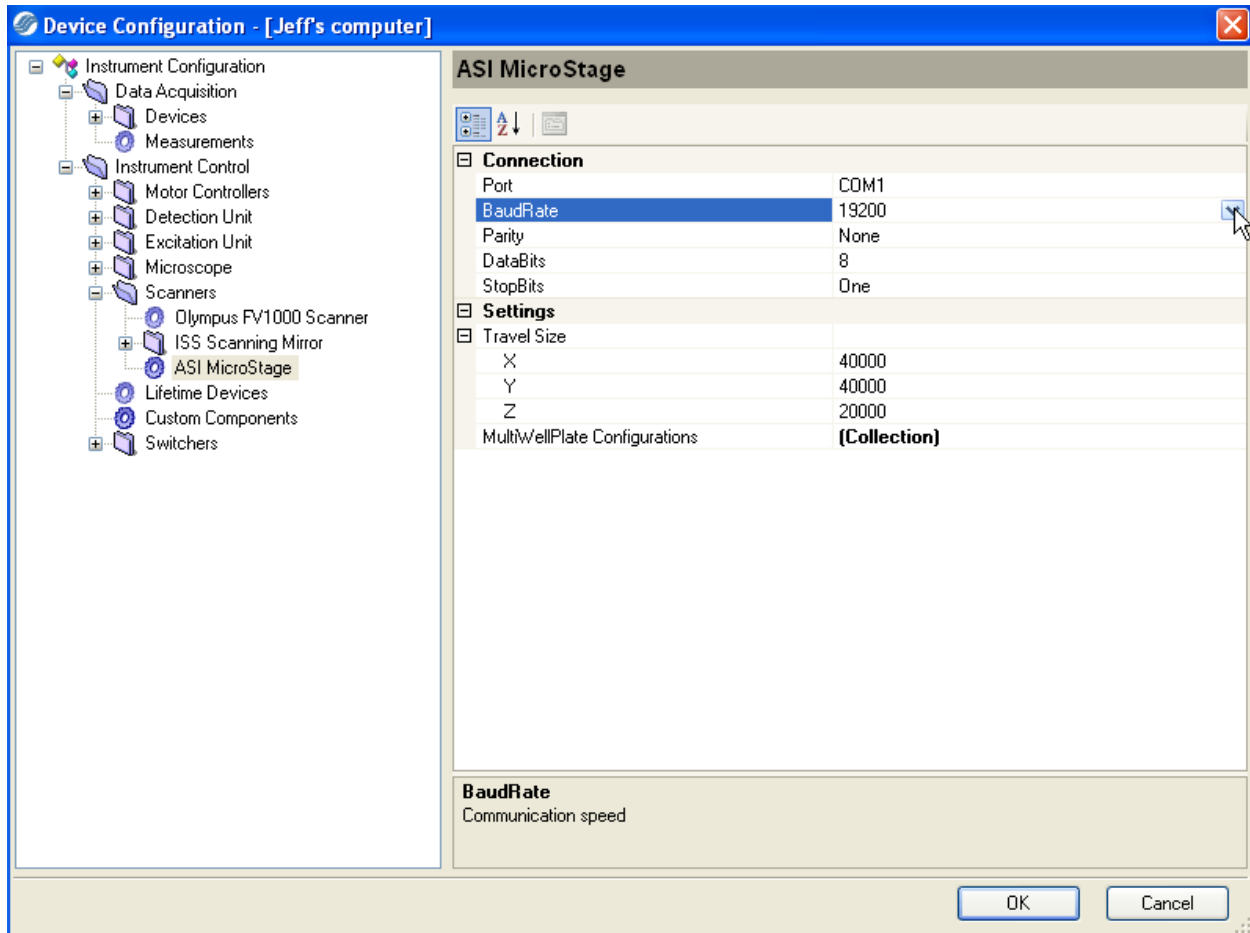 Device Configuration - [Jeff's computer]
Instrument Configuration
Data Acquisition
Devices
Measurements
Instrument Control
Motor Controllers
Detection Unit
Excitation Unit
Microscope
Scanners
Olympus FV1000 Scanner
ISS Scanning Mirror
ASI MicroStage
Lifetime Devices
Custom Components
Switchers
ASI MicroStage
Connection
Port COM1
BaudRate 19200
Parity None
DataBits 8
StopBits One
Settings
Travel Size
X 40000
Y 40000
Z 20000
MultiWellPlate Configurations (Collection)
BaudRate
Communication speed
OK Cancel